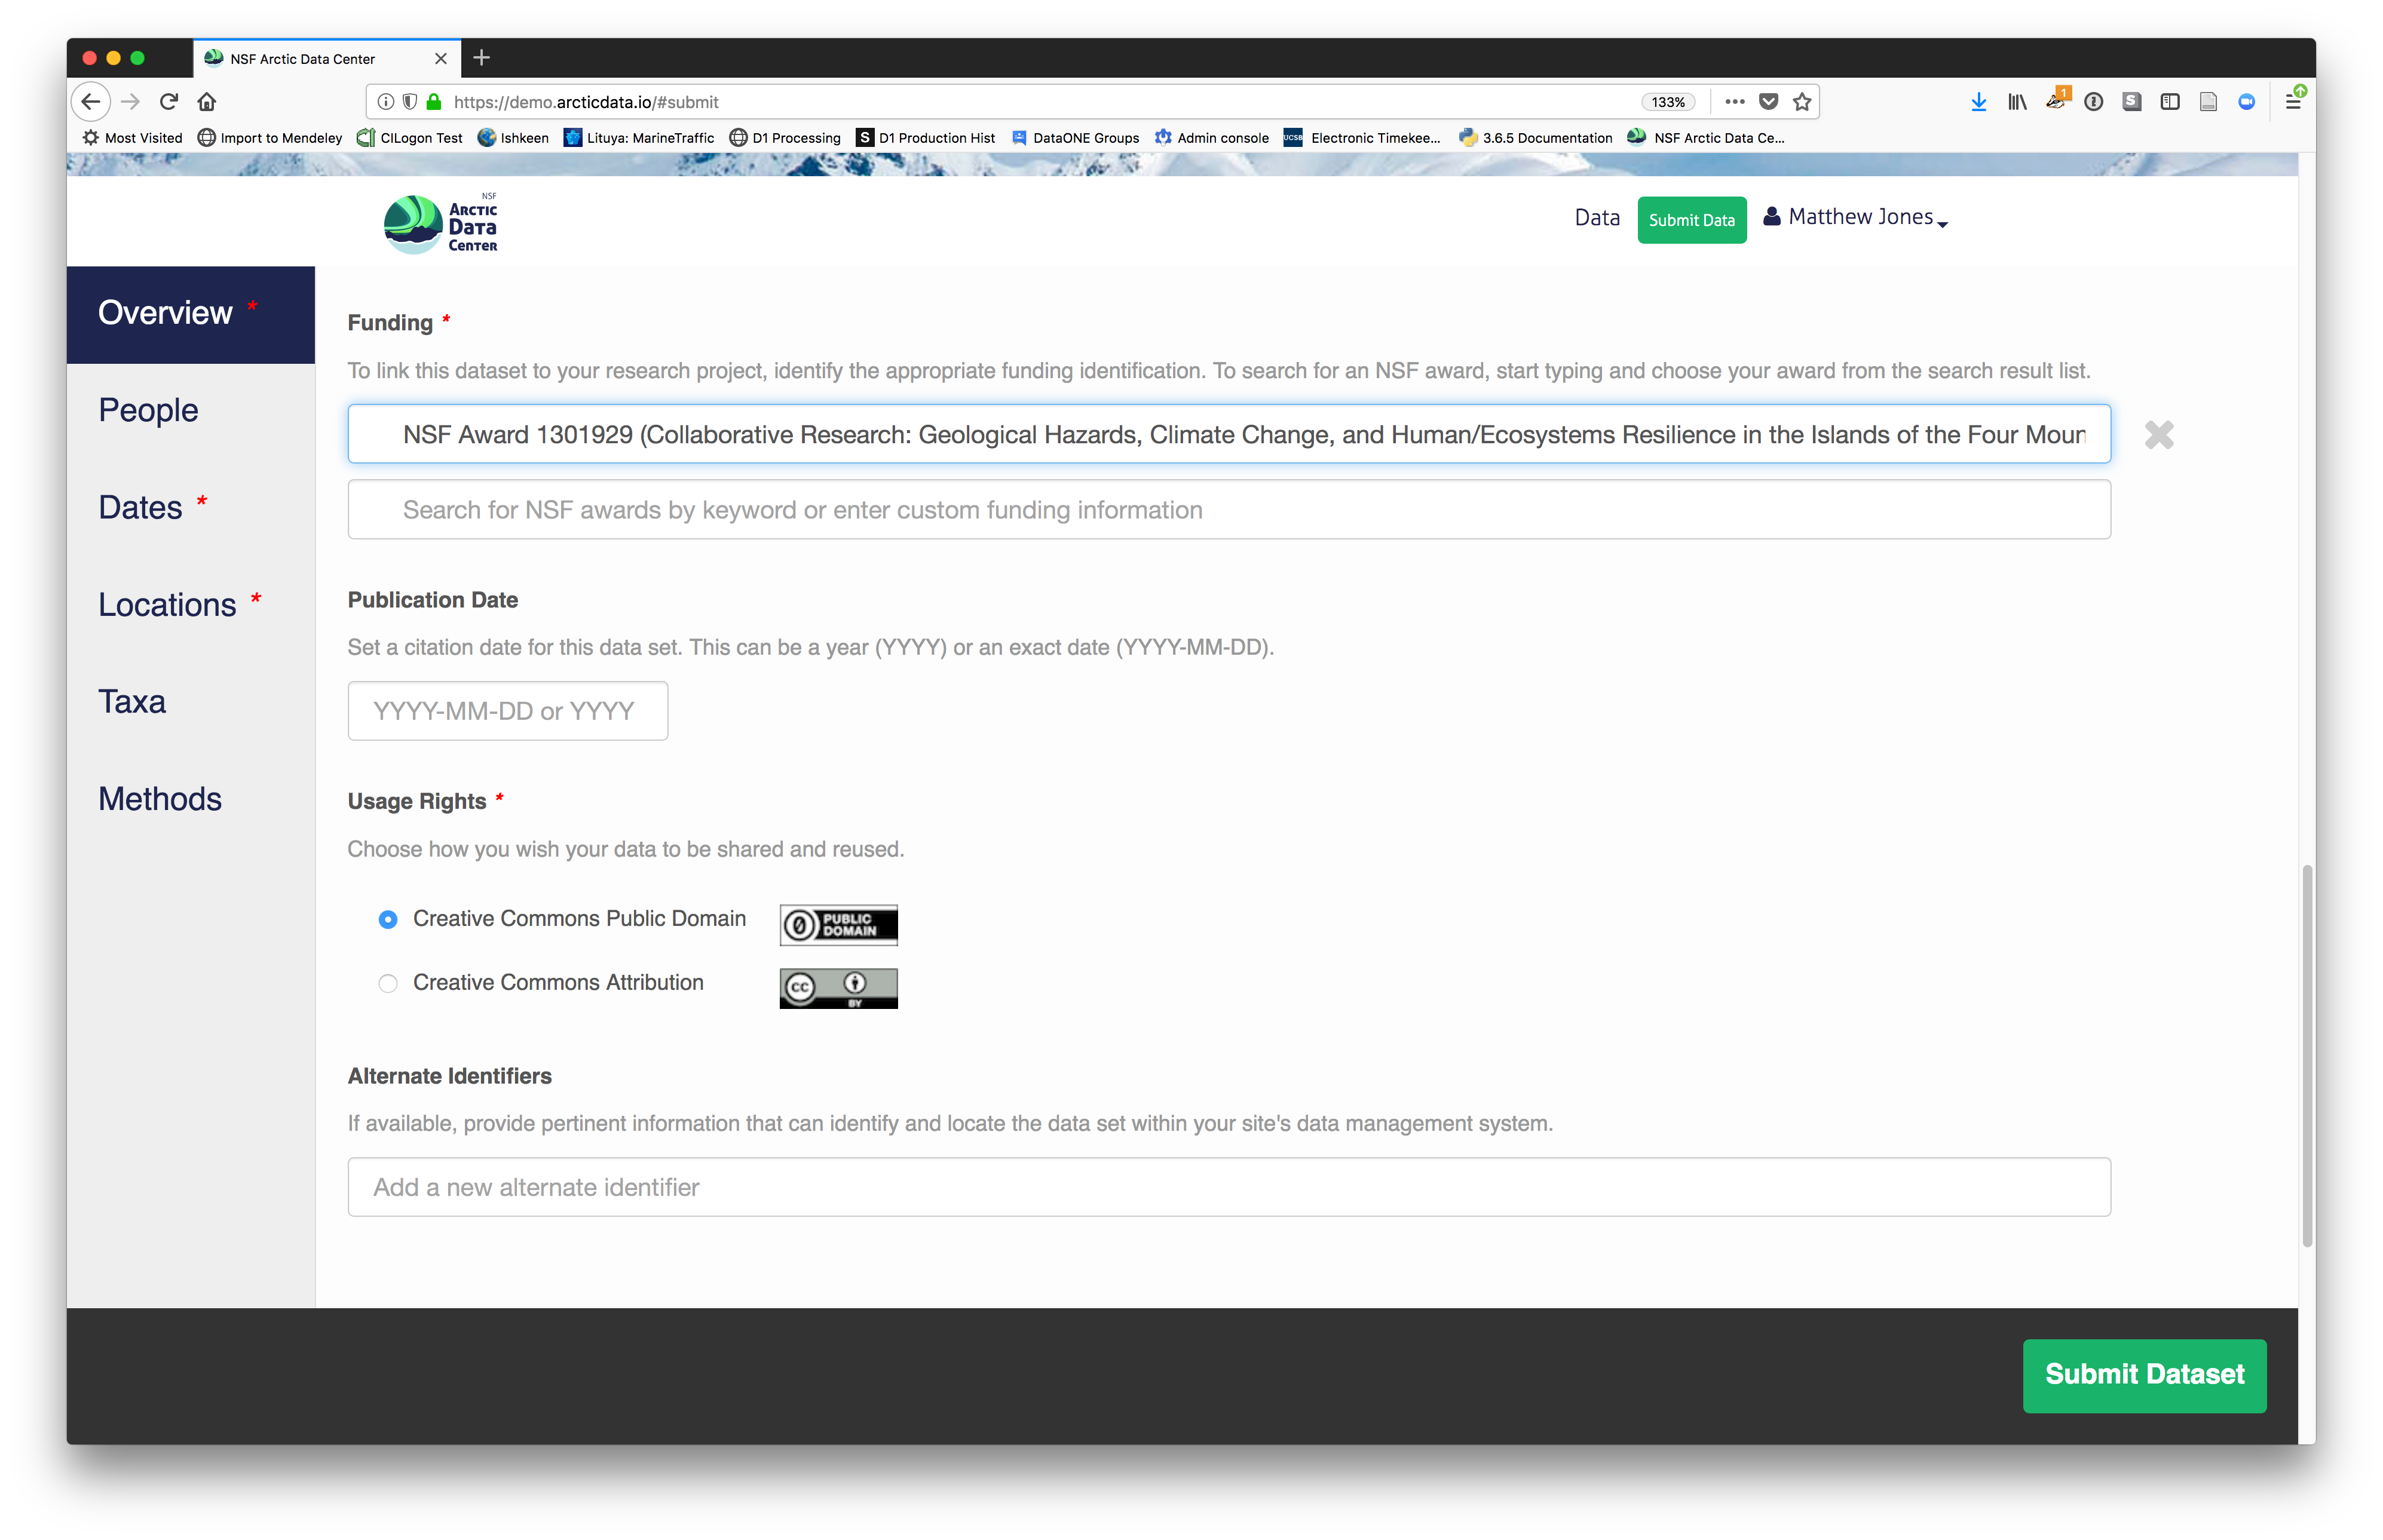 NSF Arctic Data Center
https://demo.arcticdata.io/#submit
133%
1
Most Visited
Import to Mendeley
CILogon Test
Ishkeen
Lituya: MarineTraffic
D1 Processing
S
D1 Production Hist
DataONE Groups
Admin console
UCSB
Electronic Timekee...
3.6.5 Documentation
NSF Arctic Data Ce...
NSF
ARCTIC
DATA
CENTER
Data
Submit Data
Matthew Jones
Overview *
People
Dates *
Locations *
Taxa
Methods
Funding *
To link this dataset to your research project, identify the appropriate funding identification. To search for an NSF award, start typing and choose your award from the search result list.
NSF Award 1301929 (Collaborative Research: Geological Hazards, Climate Change, and Human/Ecosystems Resilience in the Islands of the Four Moun
Search for NSF awards by keyword or enter custom funding information
Publication Date
Set a citation date for this data set. This can be a year (YYYY) or an exact date (YYYY-MM-DD).
YYYY-MM-DD or YYYY
Usage Rights *
Choose how you wish your data to be shared and reused.
Creative Commons Public Domain
0 PUBLIC
DOMAIN
Creative Commons Attribution
CC
BY
Alternate Identifiers
If available, provide pertinent information that can identify and locate the data set within your site's data management system.
Add a new alternate identifier
Submit Dataset